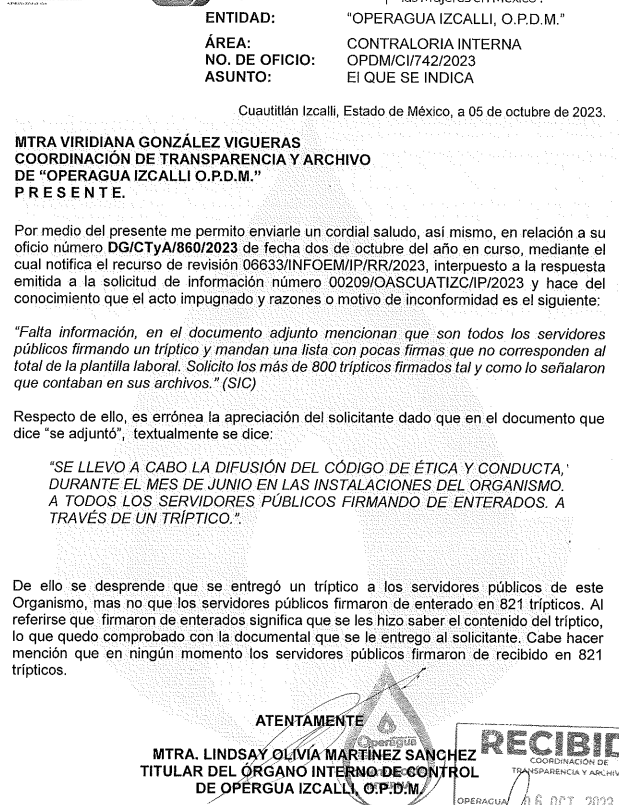 las Mujeres en México".
ENTIDAD: "OPERAGUA IZCALLI, O.P.D.M."
ÁREA: CONTRALORIA INTERNA
NO. DE OFICIO: OPDM/CI/742/2023
ASUNTO: El QUE SE INDICA
Cuautitlán Izcalli, Estado de México, a 05 de octubre de 2023.
MTRA VIRIDIANA GONZÁLEZ VIGUERAS
COORDINACIÓN DE TRANSPARENCIA Y ARCHIVO
DE "OPERAGUA IZCALLI O.P.D.M."
P R E S E N T E.
Por medio del presente me permito enviarle un cordial saludo, así mismo, en relación a su
oficio número DG/CTyA/860/2023 de fecha dos de octubre del año en curso, mediante el
cual notifica el recurso de revisión 06633/INFOEM/IP/RR/2023, interpuesto a la respuesta
emitida a la solicitud de información número 00209/OASCUATIZC/IP/2023 y hace del
conocimiento que el acto impugnado y razones o motivo de inconformidad es el siguiente:
"Falta información, en el documento adjunto mencionan que son todos los servidores
públicos firmando un tríptico y mandan una lista con pocas firmas que no corresponden al
total de la plantilla laboral. Solicito los más de 800 trípticos firmados tal y como lo señalaron
que contaban en sus archivos." (SIC)
Respecto de ello, es errónea la apreciación del solicitante dado que en el documento que
dice "se adjuntó", textualmente se dice:
"SE LLEVO A CABO LA DIFUSIÓN DEL CÓDIGO DE ÉTICA Y CONDUCTA,
DURANTE EL MES DE JUNIO EN LAS INSTALACIONES DEL ORGANISMO.
A TODOS LOS SERVIDORES PÚBLICOS FIRMANDO DE ENTERADOS. A
TRAVÉS DE UN TRÍPTICO.".
De ello se desprende que se entregó un tríptico a los servidores públicos de este
Organismo, mas no que los servidores públicos firmaron de enterado en 821 trípticos. Al
referirse que firmaron de enterados significa que se les hizo saber el contenido del tríptico,
lo que quedo comprobado con la documental que se le entrego al solicitante. Cabe hacer
mención que en ningún momento los servidores públicos firmaron de recibido en 821
trípticos.
ATENTAMENTE
Operagua
MTRA. LINDSAY OLIVIA MARTÍNEZ SANCHEZ
TITULAR DEL ÓRGANO INTERNO DE CONTROL
DE OPERGUA IZCALLI, O.P.D.M.
INTERNA
RECIBID
COORDINACIÓN DE
TRANSPARENCIA Y ARCHIV
OPERAGUA 06 OCT 2023